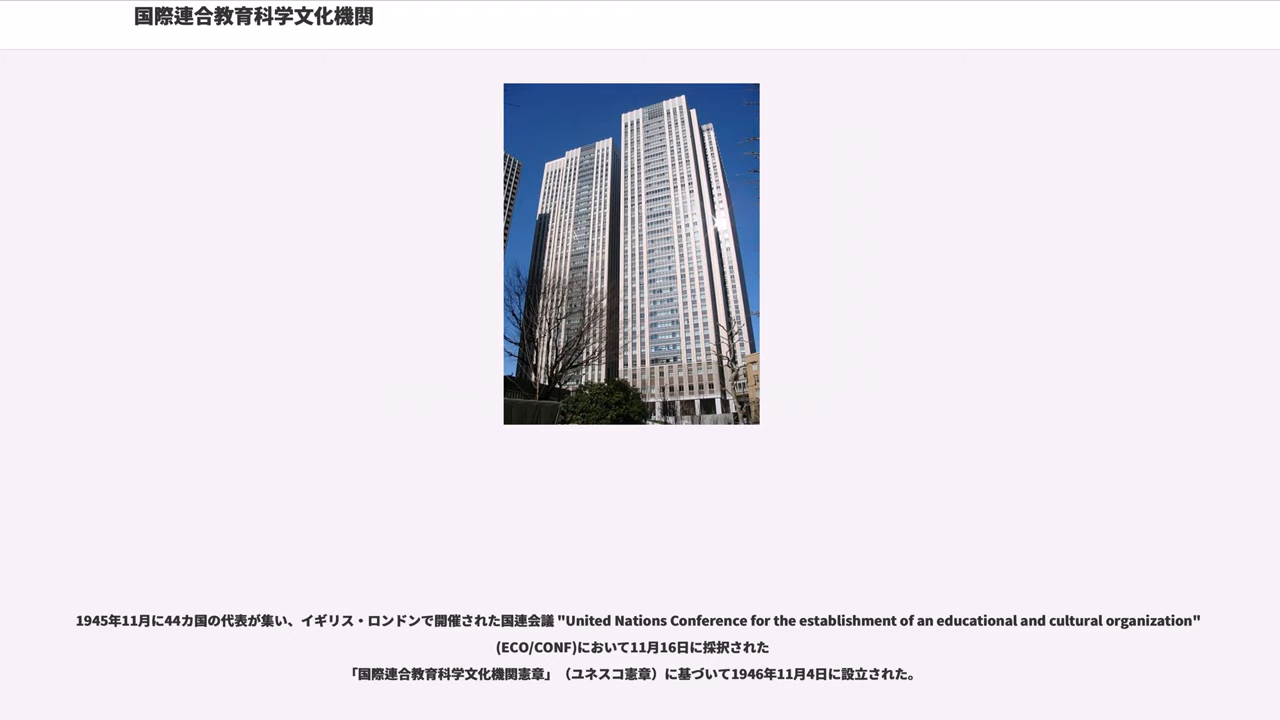 国際連合教育科学文化機関
1945年11月に44カ国の代表が集い、イギリス・ロンドンで開催された国連会議 "United Nations Conference for the establishment of an educational and cultural organization"
(ECO/CONF)において11月16日に採択された
「国際連合教育科学文化機関憲章」（ユネスコ憲章）に基づいて1946年11月4日に設立された。